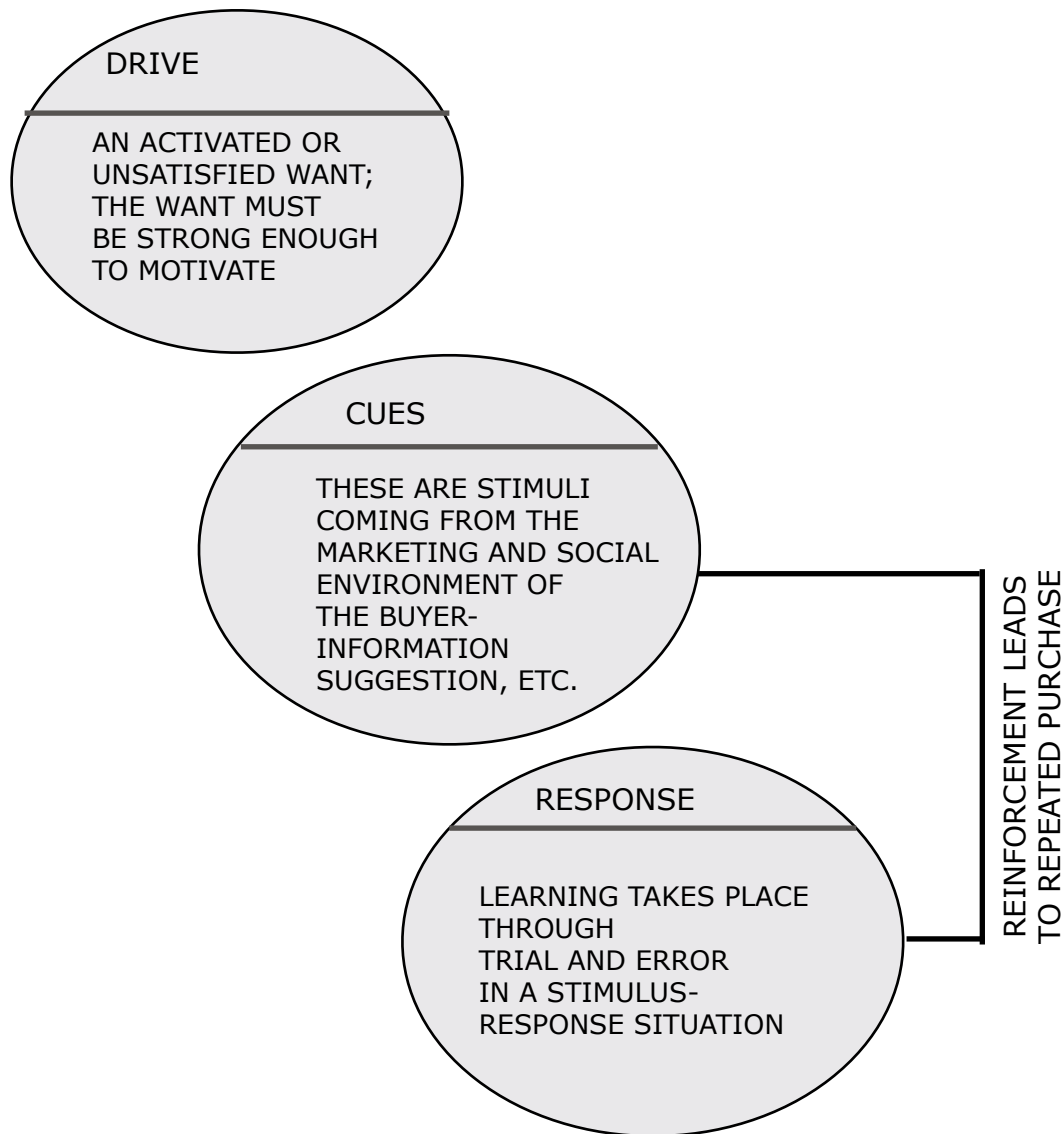 DRIVE
AN ACTIVATED OR
UNSATISFIED WANT;
THE WANT MUST
BE STRONG ENOUGH
TO MOTIVATE
CUES
THESE ARE STIMULI
COMING FROM THE
MARKETING AND SOCIAL
ENVIRONMENT OF
THE BUYER-
INFORMATION
SUGGESTION, ETC.
RESPONSE
LEARNING TAKES PLACE
THROUGH
TRIAL AND ERROR
IN A STIMULUS-
RESPONSE SITUATION
REINFORCEMENT LEADS
TO REPEATED PURCHASE